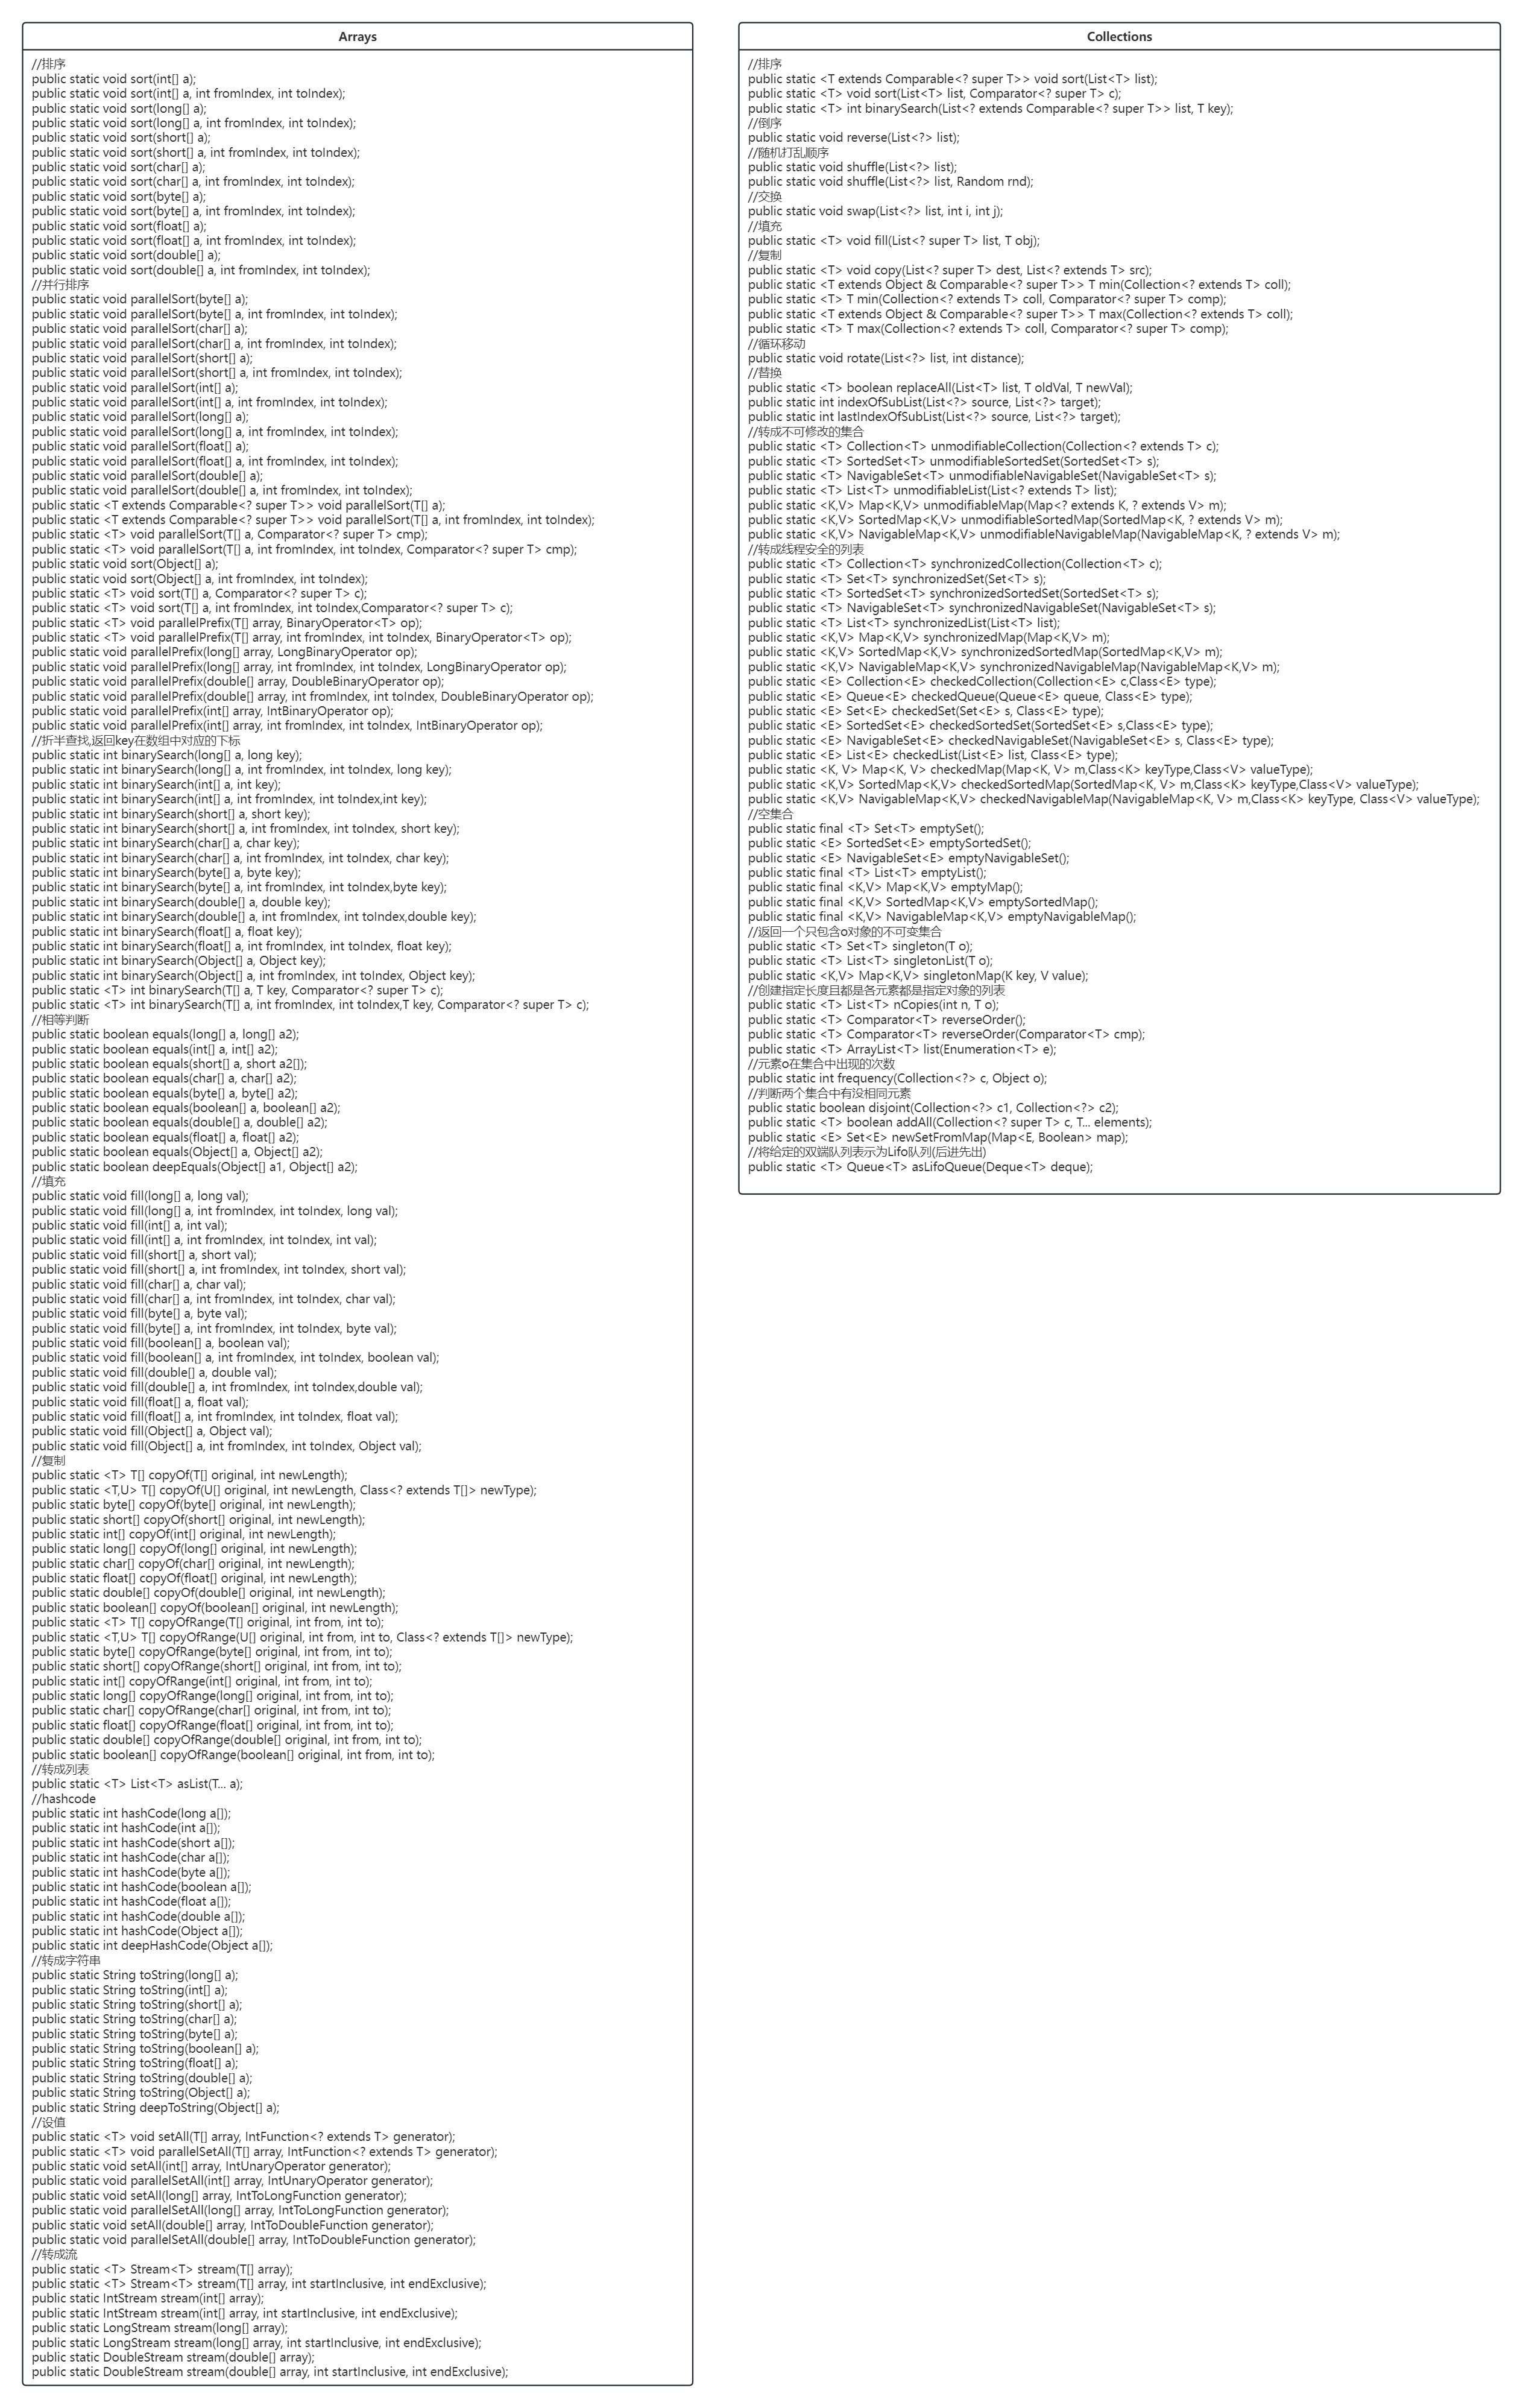 Arrays
//排序
public static void sort(int[] a);
public static void sort(int[] a, int fromIndex, int toIndex);
public static void sort(long[] a);
public static void sort(long[] a, int fromIndex, int toIndex);
public static void sort(short[] a);
public static void sort(short[] a, int fromIndex, int toIndex);
public static void sort(char[] a);
public static void sort(char[] a, int fromIndex, int toIndex);
public static void sort(byte[] a);
public static void sort(byte[] a, int fromIndex, int toIndex);
public static void sort(float[] a);
public static void sort(float[] a, int fromIndex, int toIndex);
public static void sort(double[] a);
public static void sort(double[] a, int fromIndex, int toIndex);
//并行排序
public static void parallelSort(byte[] a);
public static void parallelSort(byte[] a, int fromIndex, int toIndex);
public static void parallelSort(char[] a);
public static void parallelSort(char[] a, int fromIndex, int toIndex);
public static void parallelSort(short[] a);
public static void parallelSort(short[] a, int fromIndex, int toIndex);
public static void parallelSort(int[] a);
public static void parallelSort(int[] a, int fromIndex, int toIndex);
public static void parallelSort(long[] a);
public static void parallelSort(long[] a, int fromIndex, int toIndex);
public static void parallelSort(float[] a);
public static void parallelSort(float[] a, int fromIndex, int toIndex);
public static void parallelSort(double[] a);
public static void parallelSort(double[] a, int fromIndex, int toIndex);
public static <T extends Comparable<? super T>> void parallelSort(T[] a);
public static <T extends Comparable<? super T>> void parallelSort(T[] a, int fromIndex, int toIndex);
public static <T> void parallelSort(T[] a, Comparator<? super T> cmp);
public static <T> void parallelSort(T[] a, int fromIndex, int toIndex, Comparator<? super T> cmp);
public static void sort(Object[] a);
public static void sort(Object[] a, int fromIndex, int toIndex);
public static <T> void sort(T[] a, Comparator<? super T> c);
public static <T> void sort(T[] a, int fromIndex, int toIndex,Comparator<? super T> c);
public static <T> void parallelPrefix(T[] array, BinaryOperator<T> op);
public static <T> void parallelPrefix(T[] array, int fromIndex, int toIndex, BinaryOperator<T> op);
public static void parallelPrefix(long[] array, LongBinaryOperator op);
public static void parallelPrefix(long[] array, int fromIndex, int toIndex, LongBinaryOperator op);
public static void parallelPrefix(double[] array, DoubleBinaryOperator op);
public static void parallelPrefix(double[] array, int fromIndex, int toIndex, DoubleBinaryOperator op);
public static void parallelPrefix(int[] array, IntBinaryOperator op);
public static void parallelPrefix(int[] array, int fromIndex, int toIndex, IntBinaryOperator op);
//折半查找,返回key在数组中对应的下标
public static int binarySearch(long[] a, long key);
public static int binarySearch(long[] a, int fromIndex, int toIndex, long key);
public static int binarySearch(int[] a, int key);
public static int binarySearch(int[] a, int fromIndex, int toIndex,int key);
public static int binarySearch(short[] a, short key);
public static int binarySearch(short[] a, int fromIndex, int toIndex, short key);
public static int binarySearch(char[] a, char key);
public static int binarySearch(char[] a, int fromIndex, int toIndex, char key);
public static int binarySearch(byte[] a, byte key);
public static int binarySearch(byte[] a, int fromIndex, int toIndex,byte key);
public static int binarySearch(double[] a, double key);
public static int binarySearch(double[] a, int fromIndex, int toIndex,double key);
public static int binarySearch(float[] a, float key);
public static int binarySearch(float[] a, int fromIndex, int toIndex, float key);
public static int binarySearch(Object[] a, Object key);
public static int binarySearch(Object[] a, int fromIndex, int toIndex, Object key);
public static <T> int binarySearch(T[] a, T key, Comparator<? super T> c);
public static <T> int binarySearch(T[] a, int fromIndex, int toIndex,T key, Comparator<? super T> c);
//相等判断
public static boolean equals(long[] a, long[] a2);
public static boolean equals(int[] a, int[] a2);
public static boolean equals(short[] a, short a2[]);
public static boolean equals(char[] a, char[] a2);
public static boolean equals(byte[] a, byte[] a2);
public static boolean equals(boolean[] a, boolean[] a2);
public static boolean equals(double[] a, double[] a2);
public static boolean equals(float[] a, float[] a2);
public static boolean equals(Object[] a, Object[] a2);
public static boolean deepEquals(Object[] a1, Object[] a2);
//填充
public static void fill(long[] a, long val);
public static void fill(long[] a, int fromIndex, int toIndex, long val);
public static void fill(int[] a, int val);
public static void fill(int[] a, int fromIndex, int toIndex, int val);
public static void fill(short[] a, short val);
public static void fill(short[] a, int fromIndex, int toIndex, short val);
public static void fill(char[] a, char val);
public static void fill(char[] a, int fromIndex, int toIndex, char val);
public static void fill(byte[] a, byte val);
public static void fill(byte[] a, int fromIndex, int toIndex, byte val);
public static void fill(boolean[] a, boolean val);
public static void fill(boolean[] a, int fromIndex, int toIndex, boolean val);
public static void fill(double[] a, double val);
public static void fill(double[] a, int fromIndex, int toIndex,double val);
public static void fill(float[] a, float val);
public static void fill(float[] a, int fromIndex, int toIndex, float val);
public static void fill(Object[] a, Object val);
public static void fill(Object[] a, int fromIndex, int toIndex, Object val);
//复制
public static <T> T[] copyOf(T[] original, int newLength);
public static <T,U> T[] copyOf(U[] original, int newLength, Class<? extends T[]> newType);
public static byte[] copyOf(byte[] original, int newLength);
public static short[] copyOf(short[] original, int newLength);
public static int[] copyOf(int[] original, int newLength);
public static long[] copyOf(long[] original, int newLength);
public static char[] copyOf(char[] original, int newLength);
public static float[] copyOf(float[] original, int newLength);
public static double[] copyOf(double[] original, int newLength);
public static boolean[] copyOf(boolean[] original, int newLength);
public static <T> T[] copyOfRange(T[] original, int from, int to);
public static <T,U> T[] copyOfRange(U[] original, int from, int to, Class<? extends T[]> newType);
public static byte[] copyOfRange(byte[] original, int from, int to);
public static short[] copyOfRange(short[] original, int from, int to);
public static int[] copyOfRange(int[] original, int from, int to);
public static long[] copyOfRange(long[] original, int from, int to);
public static char[] copyOfRange(char[] original, int from, int to);
public static float[] copyOfRange(float[] original, int from, int to);
public static double[] copyOfRange(double[] original, int from, int to);
public static boolean[] copyOfRange(boolean[] original, int from, int to);
//转成列表
public static <T> List<T> asList(T... a);
//hashcode
public static int hashCode(long a[]);
public static int hashCode(int a[]);
public static int hashCode(short a[]);
public static int hashCode(char a[]);
public static int hashCode(byte a[]);
public static int hashCode(boolean a[]);
public static int hashCode(float a[]);
public static int hashCode(double a[]);
public static int hashCode(Object a[]);
public static int deepHashCode(Object a[]);
//转成字符串
public static String toString(long[] a);
public static String toString(int[] a);
public static String toString(short[] a);
public static String toString(char[] a);
public static String toString(byte[] a);
public static String toString(boolean[] a);
public static String toString(float[] a);
public static String toString(double[] a);
public static String toString(Object[] a);
public static String deepToString(Object[] a);
//设值
public static <T> void setAll(T[] array, IntFunction<? extends T> generator);
public static <T> void parallelSetAll(T[] array, IntFunction<? extends T> generator);
public static void setAll(int[] array, IntUnaryOperator generator);
public static void parallelSetAll(int[] array, IntUnaryOperator generator);
public static void setAll(long[] array, IntToLongFunction generator);
public static void parallelSetAll(long[] array, IntToLongFunction generator);
public static void setAll(double[] array, IntToDoubleFunction generator);
public static void parallelSetAll(double[] array, IntToDoubleFunction generator);
//转成流
public static <T> Stream<T> stream(T[] array);
public static <T> Stream<T> stream(T[] array, int startInclusive, int endExclusive);
public static IntStream stream(int[] array);
public static IntStream stream(int[] array, int startInclusive, int endExclusive);
public static LongStream stream(long[] array);
public static LongStream stream(long[] array, int startInclusive, int endExclusive);
public static DoubleStream stream(double[] array);
public static DoubleStream stream(double[] array, int startInclusive, int endExclusive);
Collections
//排序
public static <T extends Comparable<? super T>> void sort(List<T> list);
public static <T> void sort(List<T> list, Comparator<? super T> c);
public static <T> int binarySearch(List<? extends Comparable<? super T>> list, T key);
//倒序
public static void reverse(List<?> list);
//随机打乱顺序
public static void shuffle(List<?> list);
public static void shuffle(List<?> list, Random rnd);
//交换
public static void swap(List<?> list, int i, int j);
//填充
public static <T> void fill(List<? super T> list, T obj);
//复制
public static <T> void copy(List<? super T> dest, List<? extends T> src);
public static <T extends Object & Comparable<? super T>> T min(Collection<? extends T> coll);
public static <T> T min(Collection<? extends T> coll, Comparator<? super T> comp);
public static <T extends Object & Comparable<? super T>> T max(Collection<? extends T> coll);
public static <T> T max(Collection<? extends T> coll, Comparator<? super T> comp);
//循环移动
public static void rotate(List<?> list, int distance);
//替换
public static <T> boolean replaceAll(List<T> list, T oldVal, T newVal);
public static int indexOfSubList(List<?> source, List<?> target);
public static int lastIndexOfSubList(List<?> source, List<?> target);
//转成不可修改的集合
public static <T> Collection<T> unmodifiableCollection(Collection<? extends T> c);
public static <T> SortedSet<T> unmodifiableSortedSet(SortedSet<T> s);
public static <T> NavigableSet<T> unmodifiableNavigableSet(NavigableSet<T> s);
public static <T> List<T> unmodifiableList(List<? extends T> list);
public static <K,V> Map<K,V> unmodifiableMap(Map<? extends K, ? extends V> m);
public static <K,V> SortedMap<K,V> unmodifiableSortedMap(SortedMap<K, ? extends V> m);
public static <K,V> NavigableMap<K,V> unmodifiableNavigableMap(NavigableMap<K, ? extends V> m);
//转成线程安全的列表
public static <T> Collection<T> synchronizedCollection(Collection<T> c);
public static <T> Set<T> synchronizedSet(Set<T> s);
public static <T> SortedSet<T> synchronizedSortedSet(SortedSet<T> s);
public static <T> NavigableSet<T> synchronizedNavigableSet(NavigableSet<T> s);
public static <T> List<T> synchronizedList(List<T> list);
public static <K,V> Map<K,V> synchronizedMap(Map<K,V> m);
public static <K,V> SortedMap<K,V> synchronizedSortedMap(SortedMap<K,V> m);
public static <K,V> NavigableMap<K,V> synchronizedNavigableMap(NavigableMap<K,V> m);
public static <E> Collection<E> checkedCollection(Collection<E> c,Class<E> type);
public static <E> Queue<E> checkedQueue(Queue<E> queue, Class<E> type);
public static <E> Set<E> checkedSet(Set<E> s, Class<E> type);
public static <E> SortedSet<E> checkedSortedSet(SortedSet<E> s,Class<E> type);
public static <E> NavigableSet<E> checkedNavigableSet(NavigableSet<E> s, Class<E> type);
public static <E> List<E> checkedList(List<E> list, Class<E> type);
public static <K, V> Map<K, V> checkedMap(Map<K, V> m,Class<K> keyType,Class<V> valueType);
public static <K,V> SortedMap<K,V> checkedSortedMap(SortedMap<K, V> m,Class<K> keyType,Class<V> valueType);
public static <K,V> NavigableMap<K,V> checkedNavigableMap(NavigableMap<K, V> m,Class<K> keyType, Class<V> valueType);
//空集合
public static final <T> Set<T> emptySet();
public static <E> SortedSet<E> emptySortedSet();
public static <E> NavigableSet<E> emptyNavigableSet();
public static final <T> List<T> emptyList();
public static final <K,V> Map<K,V> emptyMap();
public static final <K,V> SortedMap<K,V> emptySortedMap();
public static final <K,V> NavigableMap<K,V> emptyNavigableMap();
//返回一个只包含o对象的不可变集合
public static <T> Set<T> singleton(T o);
public static <T> List<T> singletonList(T o);
public static <K,V> Map<K,V> singletonMap(K key, V value);
//创建指定长度且都是各元素都是指定对象的列表
public static <T> List<T> nCopies(int n, T o);
public static <T> Comparator<T> reverseOrder();
public static <T> Comparator<T> reverseOrder(Comparator<T> cmp);
public static <T> ArrayList<T> list(Enumeration<T> e);
//元素o在集合中出现的次数
public static int frequency(Collection<?> c, Object o);
//判断两个集合中有没相同元素
public static boolean disjoint(Collection<?> c1, Collection<?> c2);
public static <T> boolean addAll(Collection<? super T> c, T... elements);
public static <E> Set<E> newSetFromMap(Map<E, Boolean> map);
//将给定的双端队列表示为Lifo队列(后进先出)
public static <T> Queue<T> asLifoQueue(Deque<T> deque);